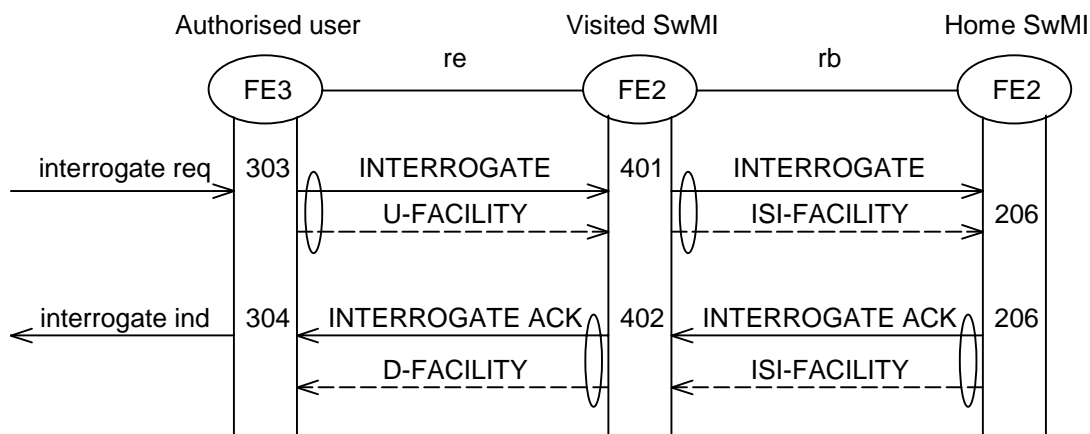 Authorised user Visited SwMI Home SwMI
re rb
FE3 FE2 FE2
interrogate req 303 INTERROGATE 401 INTERROGATE
U-FACILITY ISI-FACILITY 206
interrogate ind 304 INTERROGATE ACK 402 INTERROGATE ACK 206
D-FACILITY ISI-FACILITY